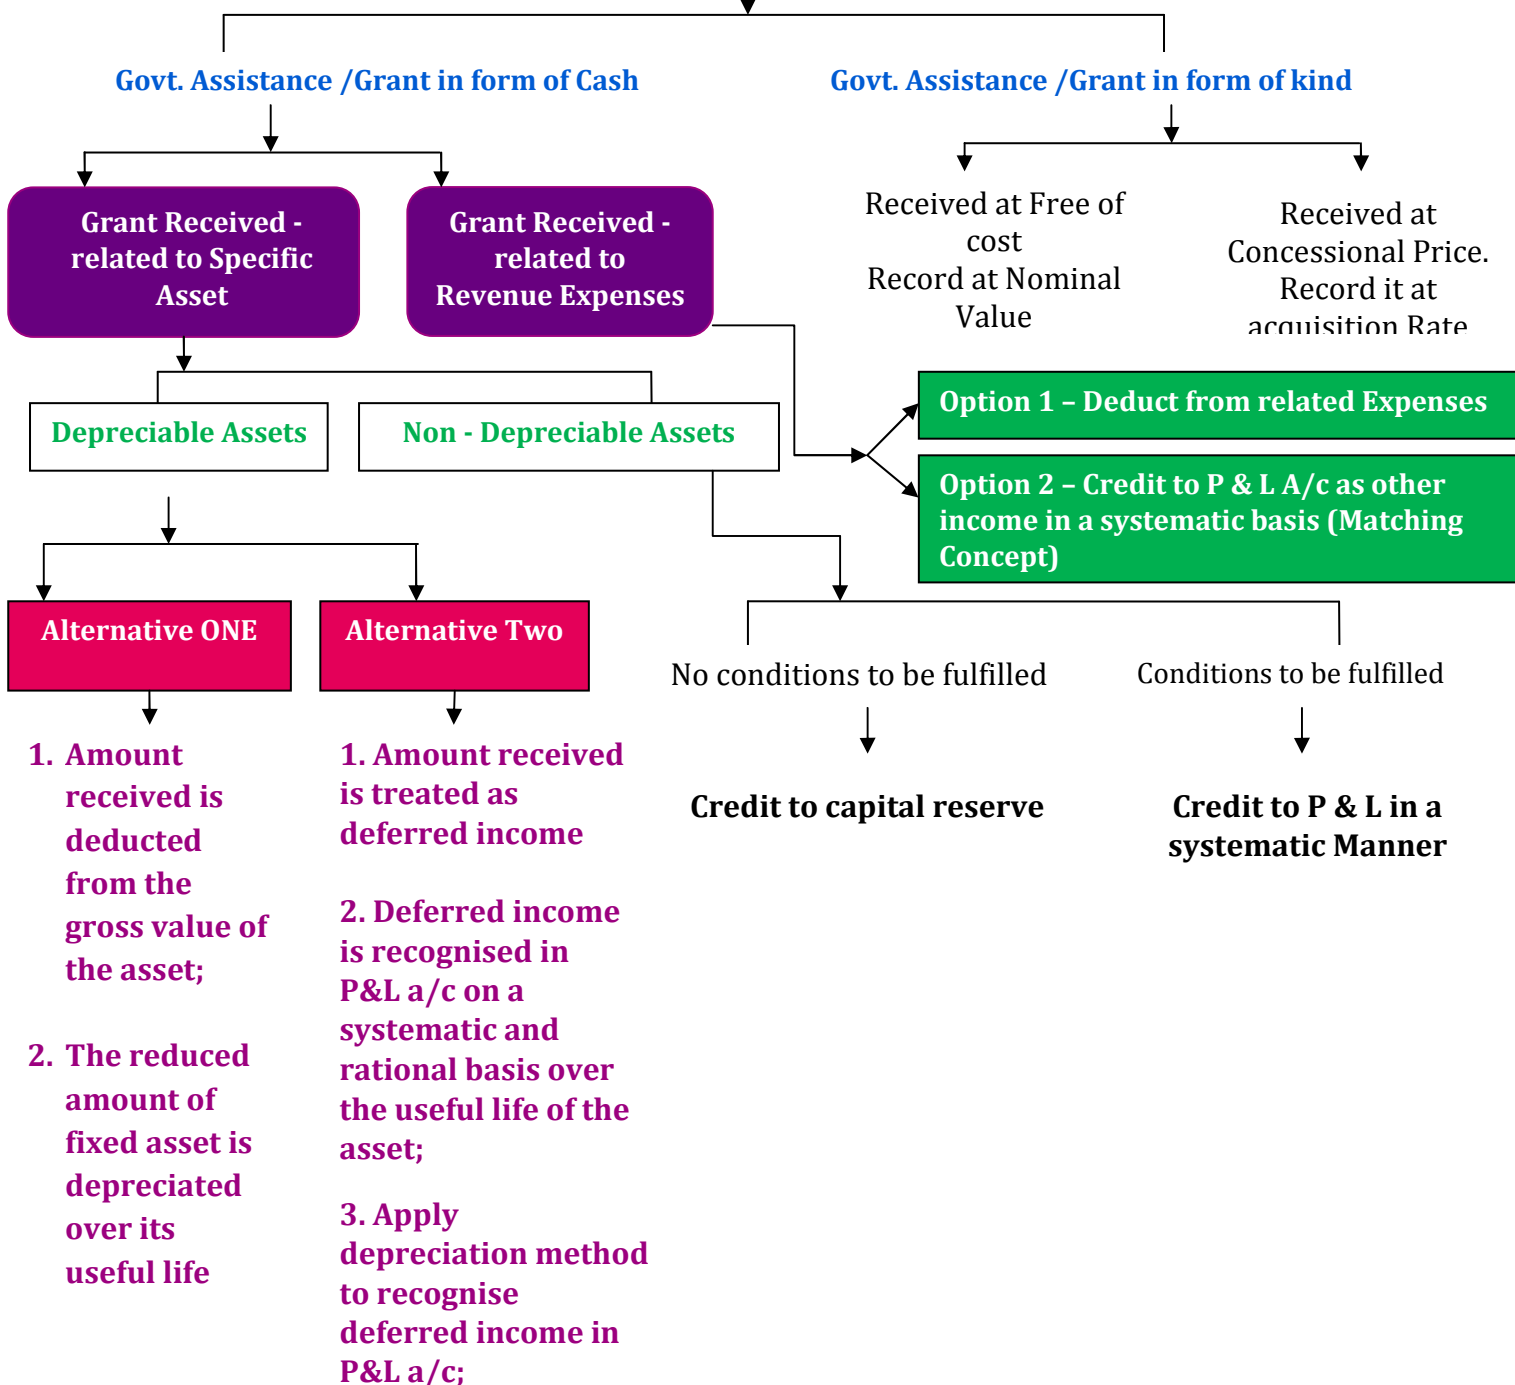 Govt. Assistance /Grant in form of Cash
Govt. Assistance /Grant in form of kind
Grant Received -
related to Specific
Asset
Grant Received -
related to
Revenue Expenses
Received at Free of
cost
Record at Nominal
Value
Received at
Concessional Price.
Record it at
acquisition Rate
Depreciable Assets
Non - Depreciable Assets
Option 1 – Deduct from related Expenses
Option 2 – Credit to P & L A/c as other
income in a systematic basis (Matching
Concept)
Alternative ONE
Alternative Two
No conditions to be fulfilled
Conditions to be fulfilled
1. Amount
received is
deducted
from the
gross value of
the asset;
2. The reduced
amount of
fixed asset is
depreciated
over its
useful life
1. Amount received
is treated as
deferred income
2. Deferred income
is recognised in
P&L a/c on a
systematic and
rational basis over
the useful life of the
asset;
3. Apply
depreciation method
to recognise
deferred income in
P&L a/c;
Credit to capital reserve
Credit to P & L in a
systematic Manner